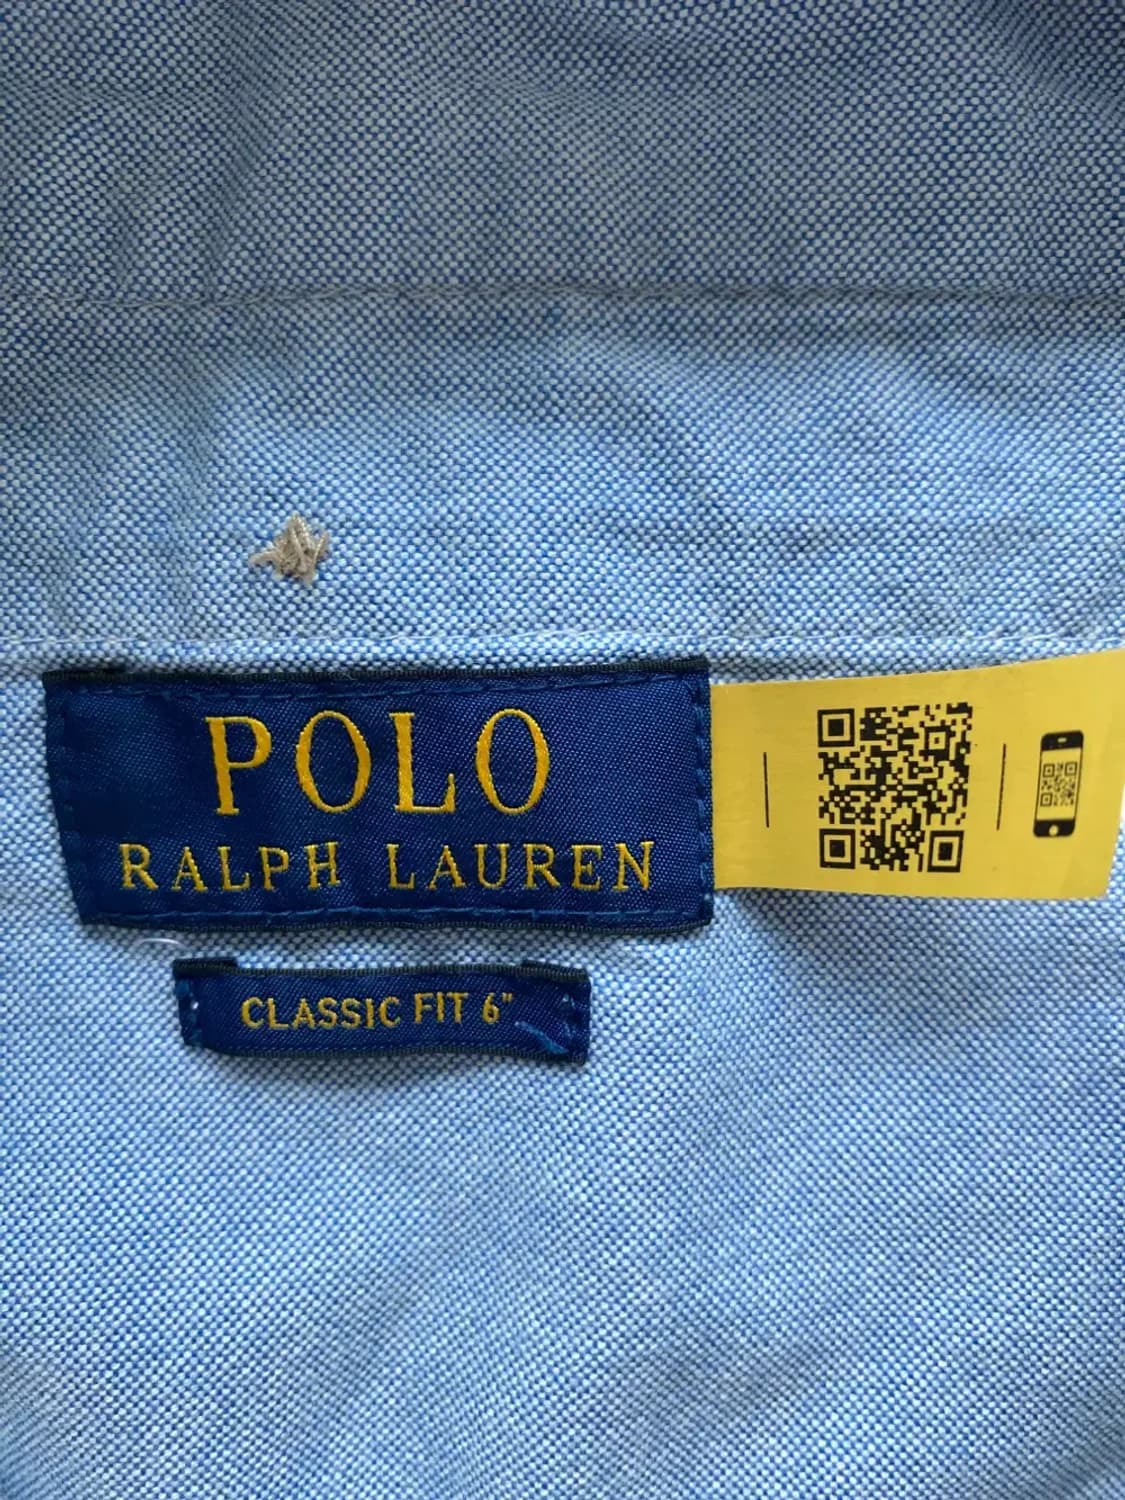 POLO
RALPH LAUREN
CLASSIC FIT 6"